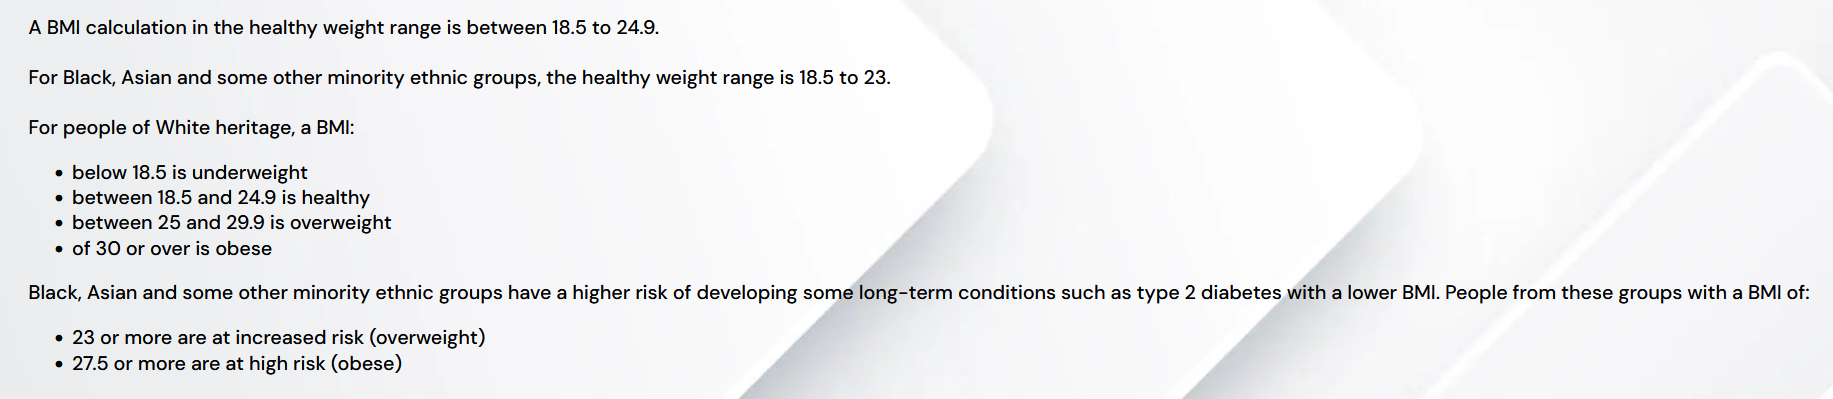 A BMI calculation in the healthy weight range is between 18.5 to 24.9.
For Black, Asian and some other minority ethnic groups, the healthy weight range is 18.5 to 23.
For people of White heritage, a BMI:
• below 18.5 is underweight
• between 18.5 and 24.9 is healthy
• between 25 and 29.9 is overweight
• of 30 or over is obese
Black, Asian and some other minority ethnic groups have a higher risk of developing some long-term conditions such as type 2 diabetes with a lower BMI. People from these groups with a BMI of:
• 23 or more are at increased risk (overweight)
• 27.5 or more are at high risk (obese)